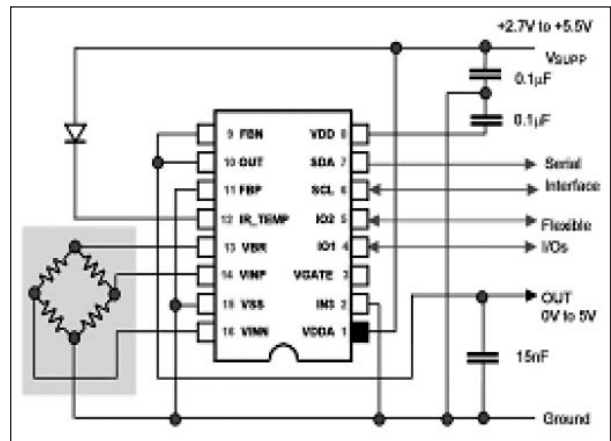 +2.7V to +5.5V
VSUPP
0.1µF
0.1µF
9 FBN
VDD 8
10 OUT
SDA 7
Serial
11 FBP
SCL 6
Interface
12 IR_TEMP
IO2 5
Flexible
13 VBR
IO1 4
I/Os
14 VINP
VGATE 3
15 VSS
IN3 2
OUT
0V to 5V
16 VINN
VDDA 1
15nF
Ground